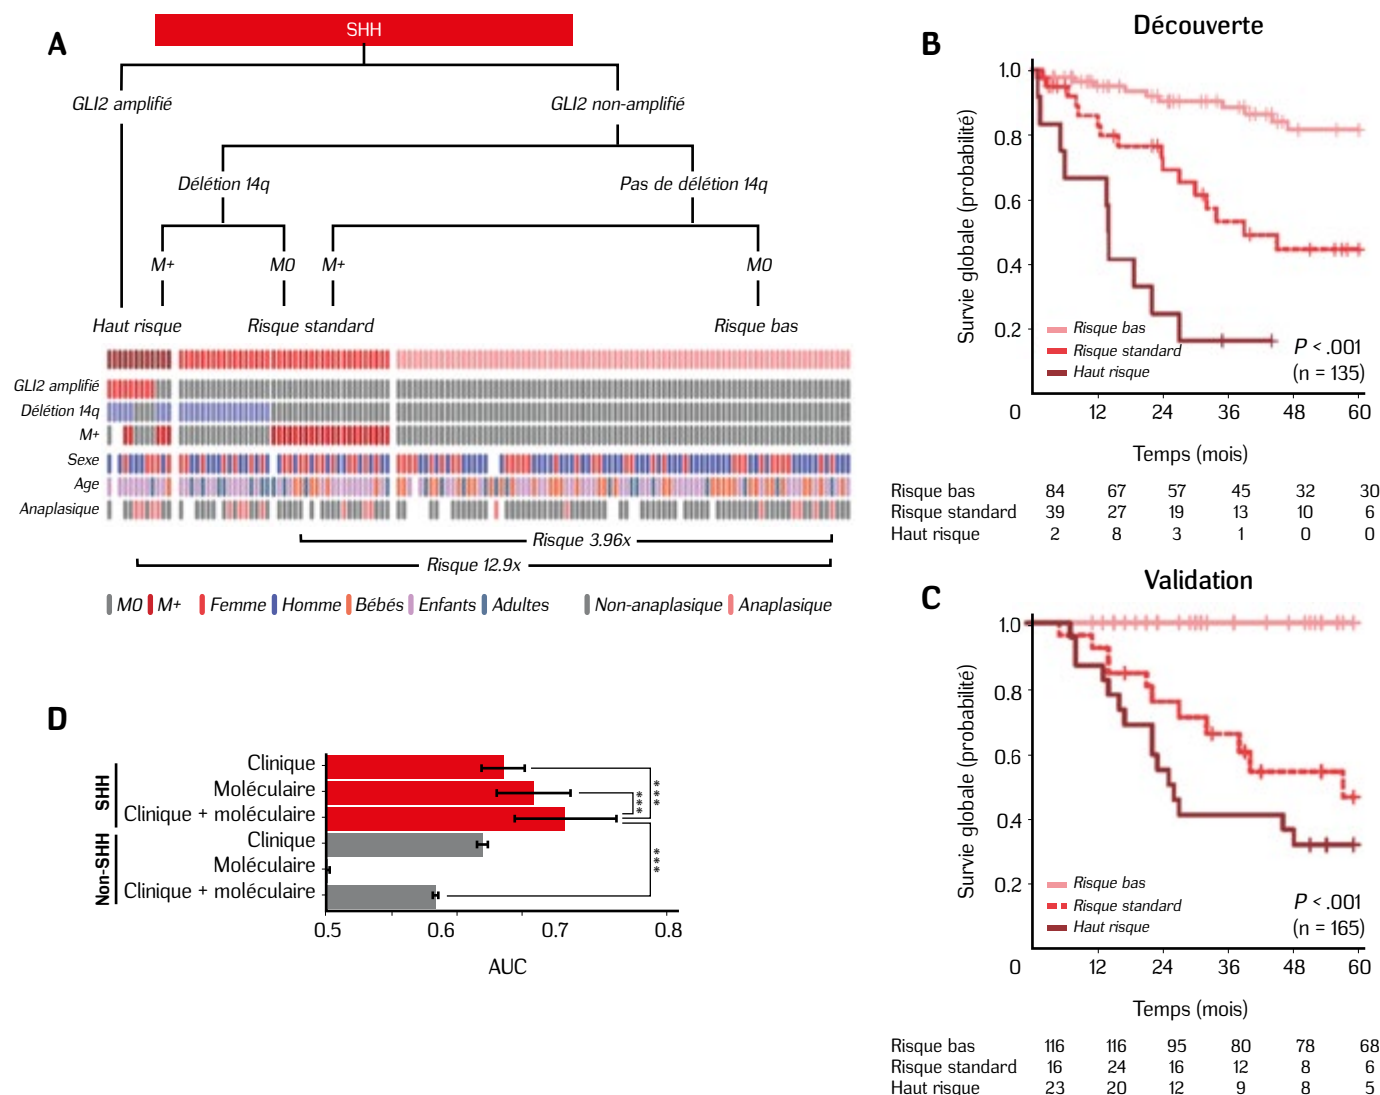 A
SHH
GLI2 amplifié
GLI2 non-amplifié
Délétion 14q
Pas de délétion 14q
M+
M0
M+
M0
Haut risque
Risque standard
Risque bas
GLI2 amplifié
Délétion 14q
M+
Sexe
Age
Anaplasique
Risque 3.96x
Risque 12.9x
M0 M+ Femme Homme Bébés Enfants Adultes Non-anaplasique Anaplasique
B
Découverte
Survie globale (probabilité)
1.0
0.8
0.6
0.4
0.2
Risque bas
Risque standard
Haut risque
P < .001
(n = 135)
0 12 24 36 48 60
Temps (mois)
Risque bas 84 67 57 45 32 30
Risque standard 39 27 19 13 10 6
Haut risque 2 8 3 1 0 0
C
Validation
Survie globale (probabilité)
1.0
0.8
0.6
0.4
0.2
Risque bas
Risque standard
Haut risque
P < .001
(n = 165)
0 12 24 36 48 60
Temps (mois)
Risque bas 116 116 95 80 78 68
Risque standard 16 24 16 12 8 6
Haut risque 23 20 12 9 8 5
D
SHH
Clinique
Moléculaire
Clinique + moléculaire
Non-SHH
Clinique
Moléculaire
Clinique + moléculaire
***
***
***
0.5 0.6 0.7 0.8
AUC